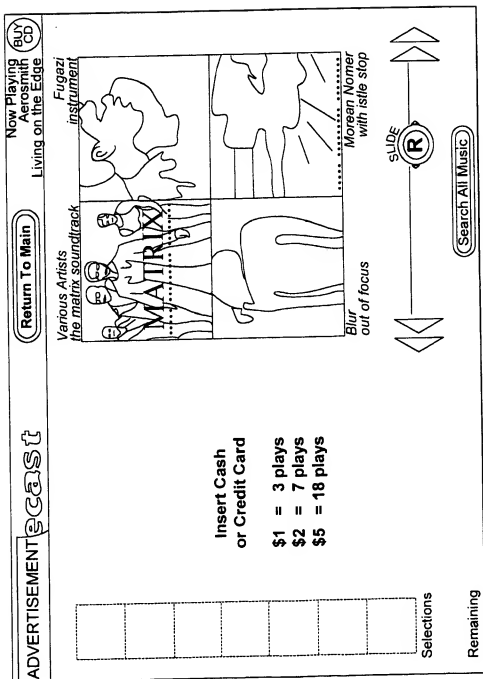 ADVERTISEMENT
ecast
Return To Main
Now Playing
Aerosmith
Living on the Edge
BUY
CD
Various Artists
the matrix soundtrack
Fugazi
instrument
MATRIX
Insert Cash
or Credit Card
$1 = 3 plays
$2 = 7 plays
$5 = 18 plays
Blur
out of focus
Morean Nomer
with istle stop
SLIDE
R
Search All Music
Selections
Remaining